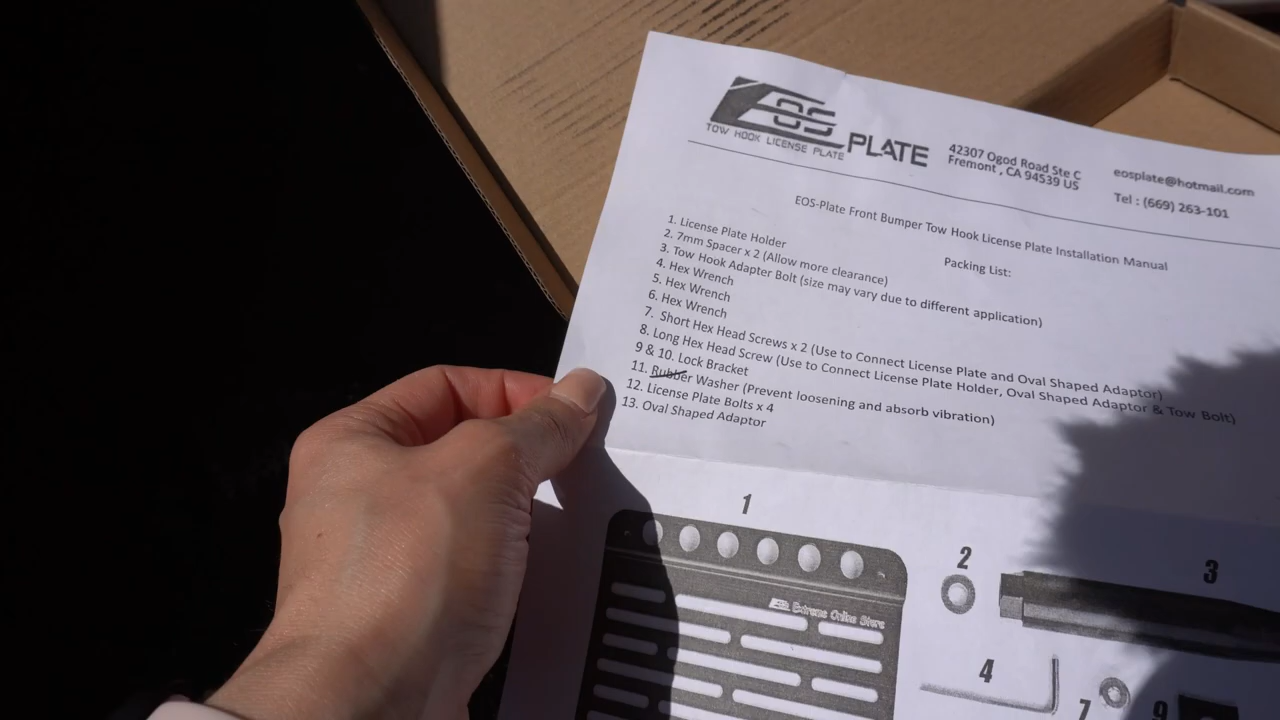 EOS PLATE
TOW HOOK LICENSE PLATE
42307 Ogod Road Ste C
Fremont , CA 94539 US
eosplate@hotmail.com
Tel : (669) 263-101
EOS-Plate Front Bumper Tow Hook License Plate Installation Manual
Packing List:
1. License Plate Holder
2. 7mm Spacer x 2 (Allow more clearance)
3. Tow Hook Adapter Bolt (size may vary due to different application)
4. Hex Wrench
5. Hex Wrench
6. Hex Wrench
7. Short Hex Head Screws x 2 (Use to Connect License Plate and Oval Shaped Adaptor)
8. Long Hex Head Screw (Use to Connect License Plate Holder, Oval Shaped Adaptor & Tow Bolt)
9 & 10. Lock Bracket
11. Rubber Washer (Prevent loosening and absorb vibration)
12. License Plate Bolts x 4
13. Oval Shaped Adaptor
1
2
3
Extreme Online Store
4
7
9